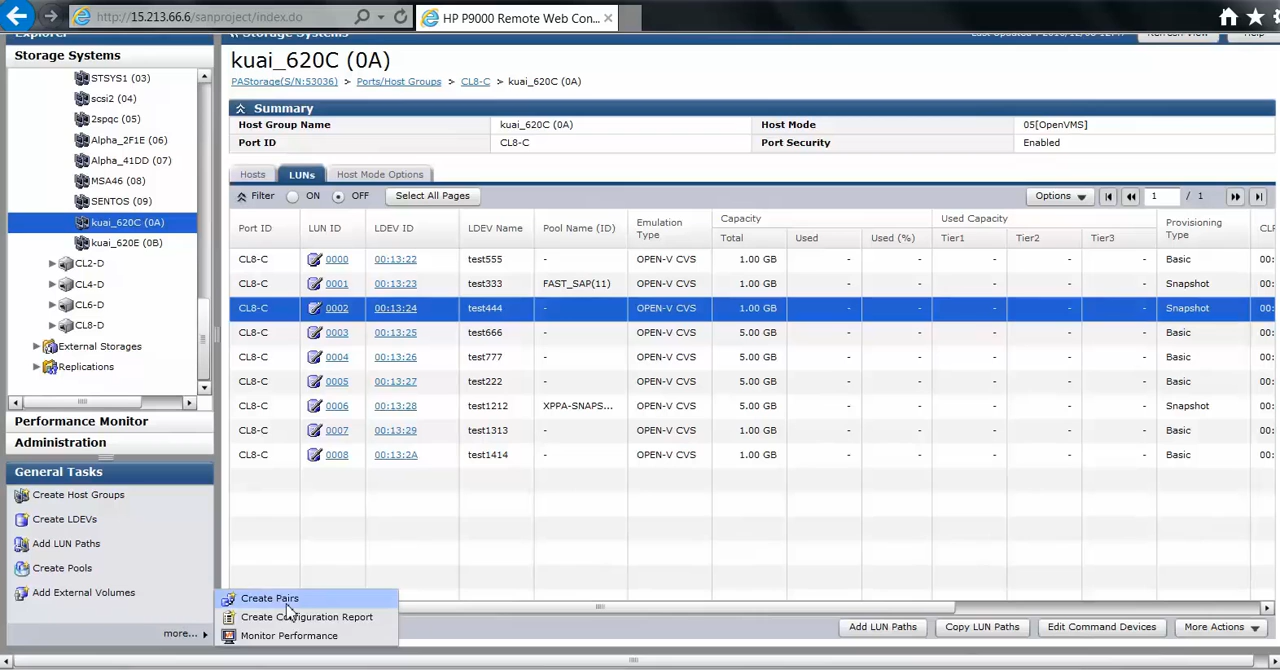 http://15.213.66.6/sanproject/index.do
HP P9000 Remote Web Con...
Explorer
Storage Systems
STSYS1 (03)
scsi2 (04)
2spqc (05)
Alpha_2F1E (06)
Alpha_41DD (07)
MSA46 (08)
SENTOS (09)
kuai_620C (0A)
kuai_620E (0B)
CL2-D
CL4-D
CL6-D
CL8-D
External Storages
Replications
Performance Monitor
Administration
General Tasks
Create Host Groups
Create LDEVs
Add LUN Paths
Create Pools
Add External Volumes
more...
Create Pairs
Create Configuration Report
Monitor Performance
Storage Systems
kuai_620C (0A)
PAStorage(S/N:53036) > Ports/Host Groups > CL8-C > kuai_620C (0A)
Summary
Host Group Name kuai_620C (0A) Host Mode 05[OpenVMS]
Port ID CL8-C Port Security Enabled
Hosts LUNs Host Mode Options
Filter ON OFF Select All Pages Options 1 / 1
Port ID LUN ID LDEV ID LDEV Name Pool Name (ID) Emulation Type Capacity Used Capacity Provisioning Type
Total Used Used (%) Tier1 Tier2 Tier3
CL8-C 0000 00:13:22 test555 - OPEN-V CVS 1.00 GB - - - - - Basic 00:
CL8-C 0001 00:13:23 test333 FAST_SAP(11) OPEN-V CVS 1.00 GB - - - - - Snapshot 00:
CL8-C 0002 00:13:24 test444 - OPEN-V CVS 1.00 GB - - - - - Snapshot 00:
CL8-C 0003 00:13:25 test666 - OPEN-V CVS 5.00 GB - - - - - Basic 00:
CL8-C 0004 00:13:26 test777 - OPEN-V CVS 5.00 GB - - - - - Basic 00:
CL8-C 0005 00:13:27 test222 - OPEN-V CVS 5.00 GB - - - - - Basic 00:
CL8-C 0006 00:13:28 test1212 XPPA-SNAPS... OPEN-V CVS 5.00 GB - - - - - Snapshot 00:
CL8-C 0007 00:13:29 test1313 - OPEN-V CVS 1.00 GB - - - - - Basic 00:
CL8-C 0008 00:13:2A test1414 - OPEN-V CVS 1.00 GB - - - - - Basic 00:
Add LUN Paths Copy LUN Paths Edit Command Devices More Actions